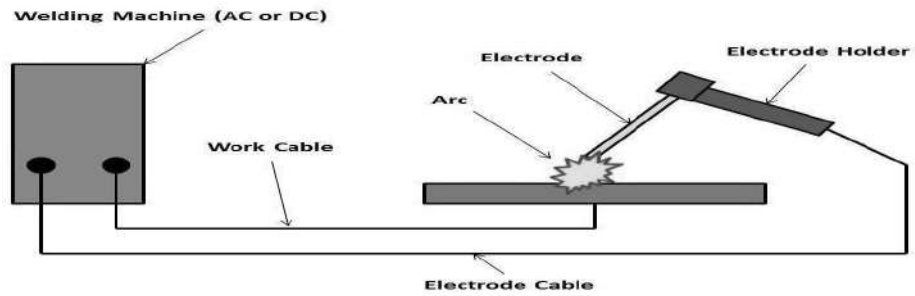 Welding Machine (AC or DC)
Electrode
Electrode Holder
Arc
Work Cable
Electrode Cable